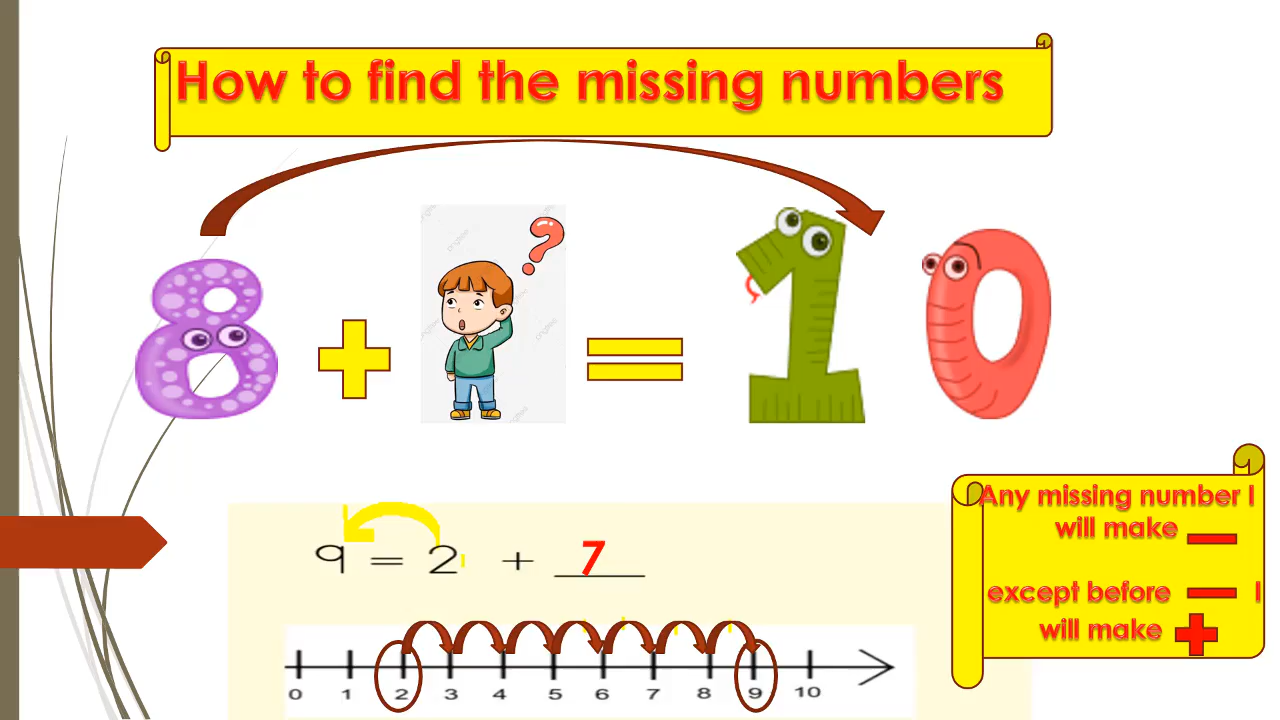 How to find the missing numbers
8 + ? = 10
9 = 2 + 7
0 1 2 3 4 5 6 7 8 9 10
Any missing number I
will make —
except before — I
will make +